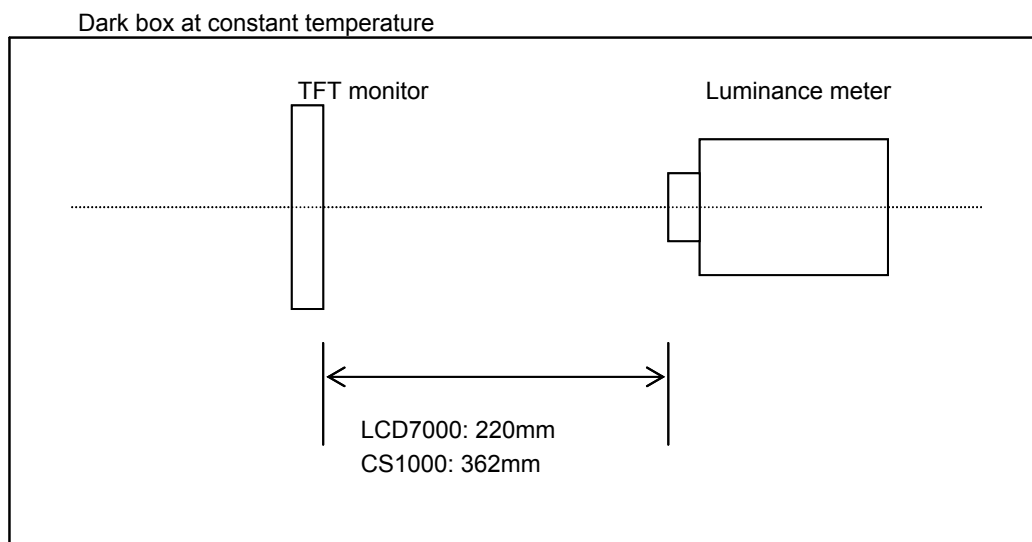 Dark box at constant temperature
TFT monitor
Luminance meter
LCD7000: 220mm
CS1000: 362mm